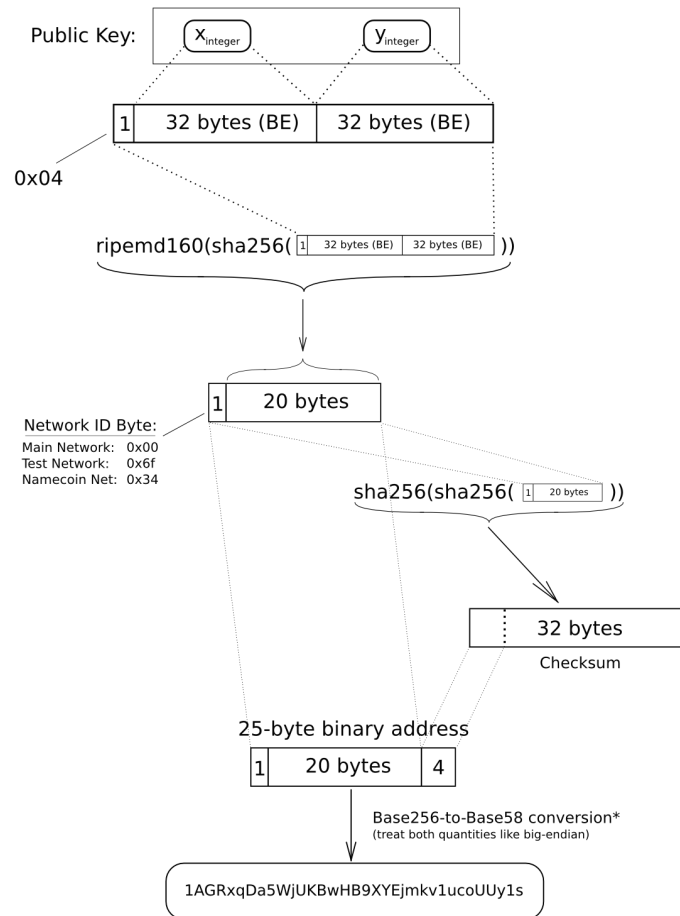 Public Key:
x integer
y integer
1
32 bytes (BE)
32 bytes (BE)
0x04
ripemd160(sha256( 1 32 bytes (BE) 32 bytes (BE) ))
1
20 bytes
Network ID Byte:
Main Network: 0x00
Test Network: 0x6f
Namecoin Net: 0x34
sha256(sha256( 1 20 bytes ))
32 bytes
Checksum
25-byte binary address
1
20 bytes
4
Base256-to-Base58 conversion*
(treat both quantities like big-endian)
1AGRxqDa5WjUKBwHB9XYEjmkv1ucoUUy1s